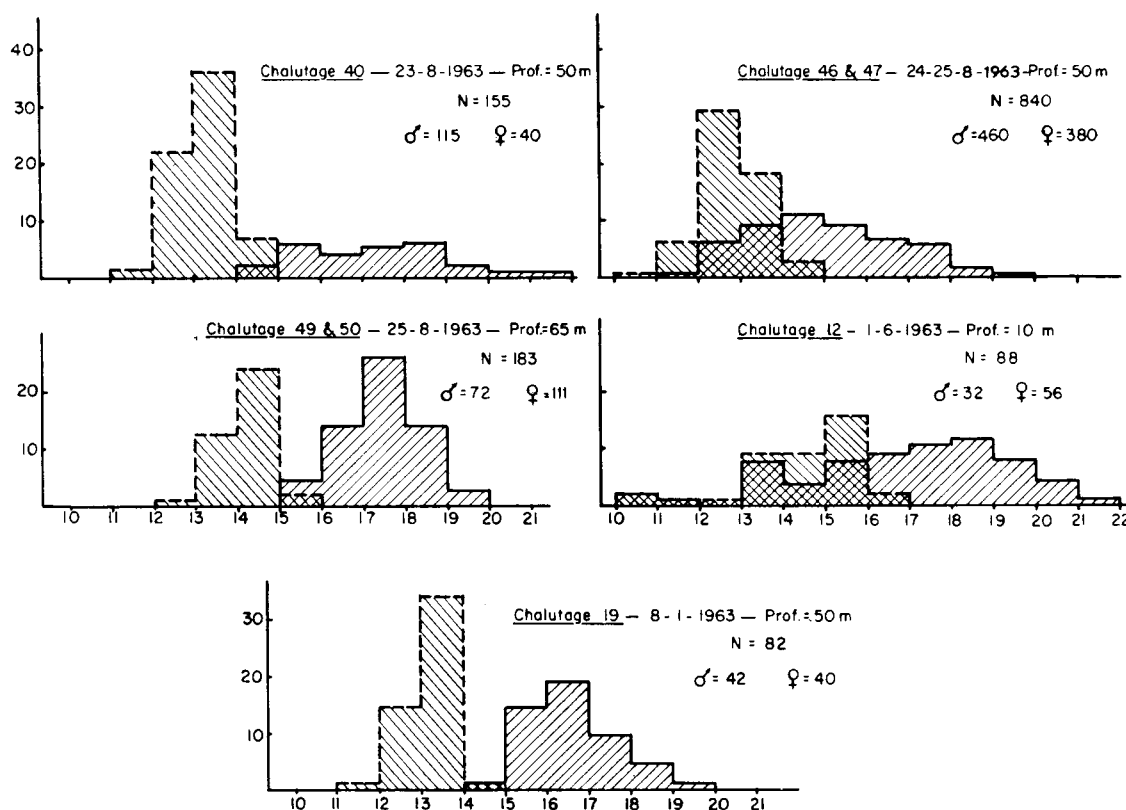 40
30
20
10
Chalutage 40 — 23-8-1963 — Prof.= 50 m
N = 155
♂= 115 ♀= 40
Chalutage 46 & 47 — 24-25-8-1963-Prof.= 50 m
N = 840
♂=460 ♀=380
20
10
Chalutage 49 & 50 — 25-8-1963 — Prof.=65 m
N = 183
♂=72 ♀=111
10 11 12 13 14 15 16 17 18 19 20 21
Chalutage 12 - 1-6-1963 — Prof.= 10 m
N = 88
♂= 32 ♀= 56
10 11 12 13 14 15 16 17 18 19 20 21 22
30
20
10
Chalutage 19 — 8-1-1963 — Prof.= 50 m
N = 82
♂= 42 ♀= 40
10 11 12 13 14 15 16 17 18 19 20 21